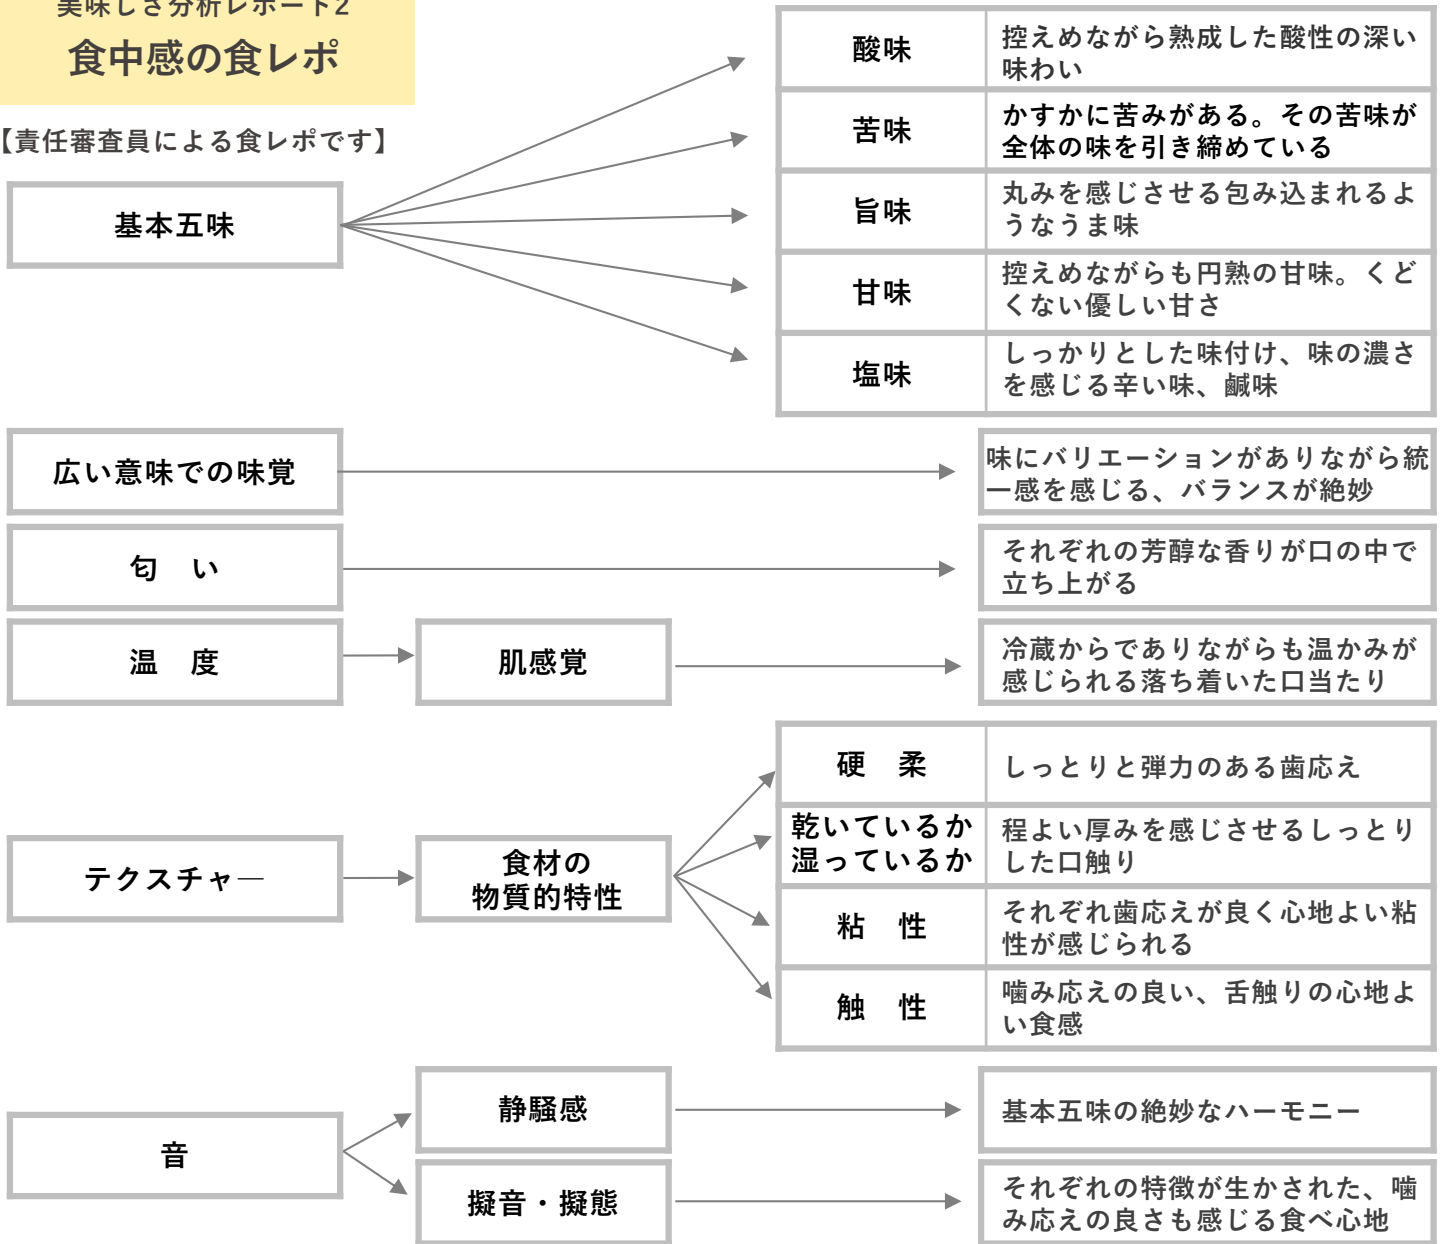 美味しさ分析レポート2
食中感の食レポ
【責任審査員による食レポです】
基本五味
酸味
控えめながら熟成した酸性の深い
味わい
苦味
かすかに苦みがある。その苦味が
全体の味を引き締めている
旨味
丸みを感じさせる包み込まれるよ
うなうま味
甘味
控えめながらも円熟の甘味。くど
くない優しい甘さ
塩味
しっかりとした味付け、味の濃さ
を感じる辛い味、鹹味
広い意味での味覚
味にバリエーションがありながら統
一感を感じる、バランスが絶妙
匂　い
それぞれの芳醇な香りが口の中で
立ち上がる
温　度
肌感覚
冷蔵からでありながらも温かみが
感じられる落ち着いた口当たり
テクスチャ―
食材の
物質的特性
硬　柔
しっとりと弾力のある歯応え
乾いているか
湿っているか
程よい厚みを感じさせるしっとり
した口触り
粘　性
それぞれ歯応えが良く心地よい粘
性が感じられる
触　性
噛み応えの良い、舌触りの心地よ
い食感
音
静騒感
基本五味の絶妙なハーモニー
擬音・擬態
それぞれの特徴が生かされた、噛
み応えの良さも感じる食べ心地